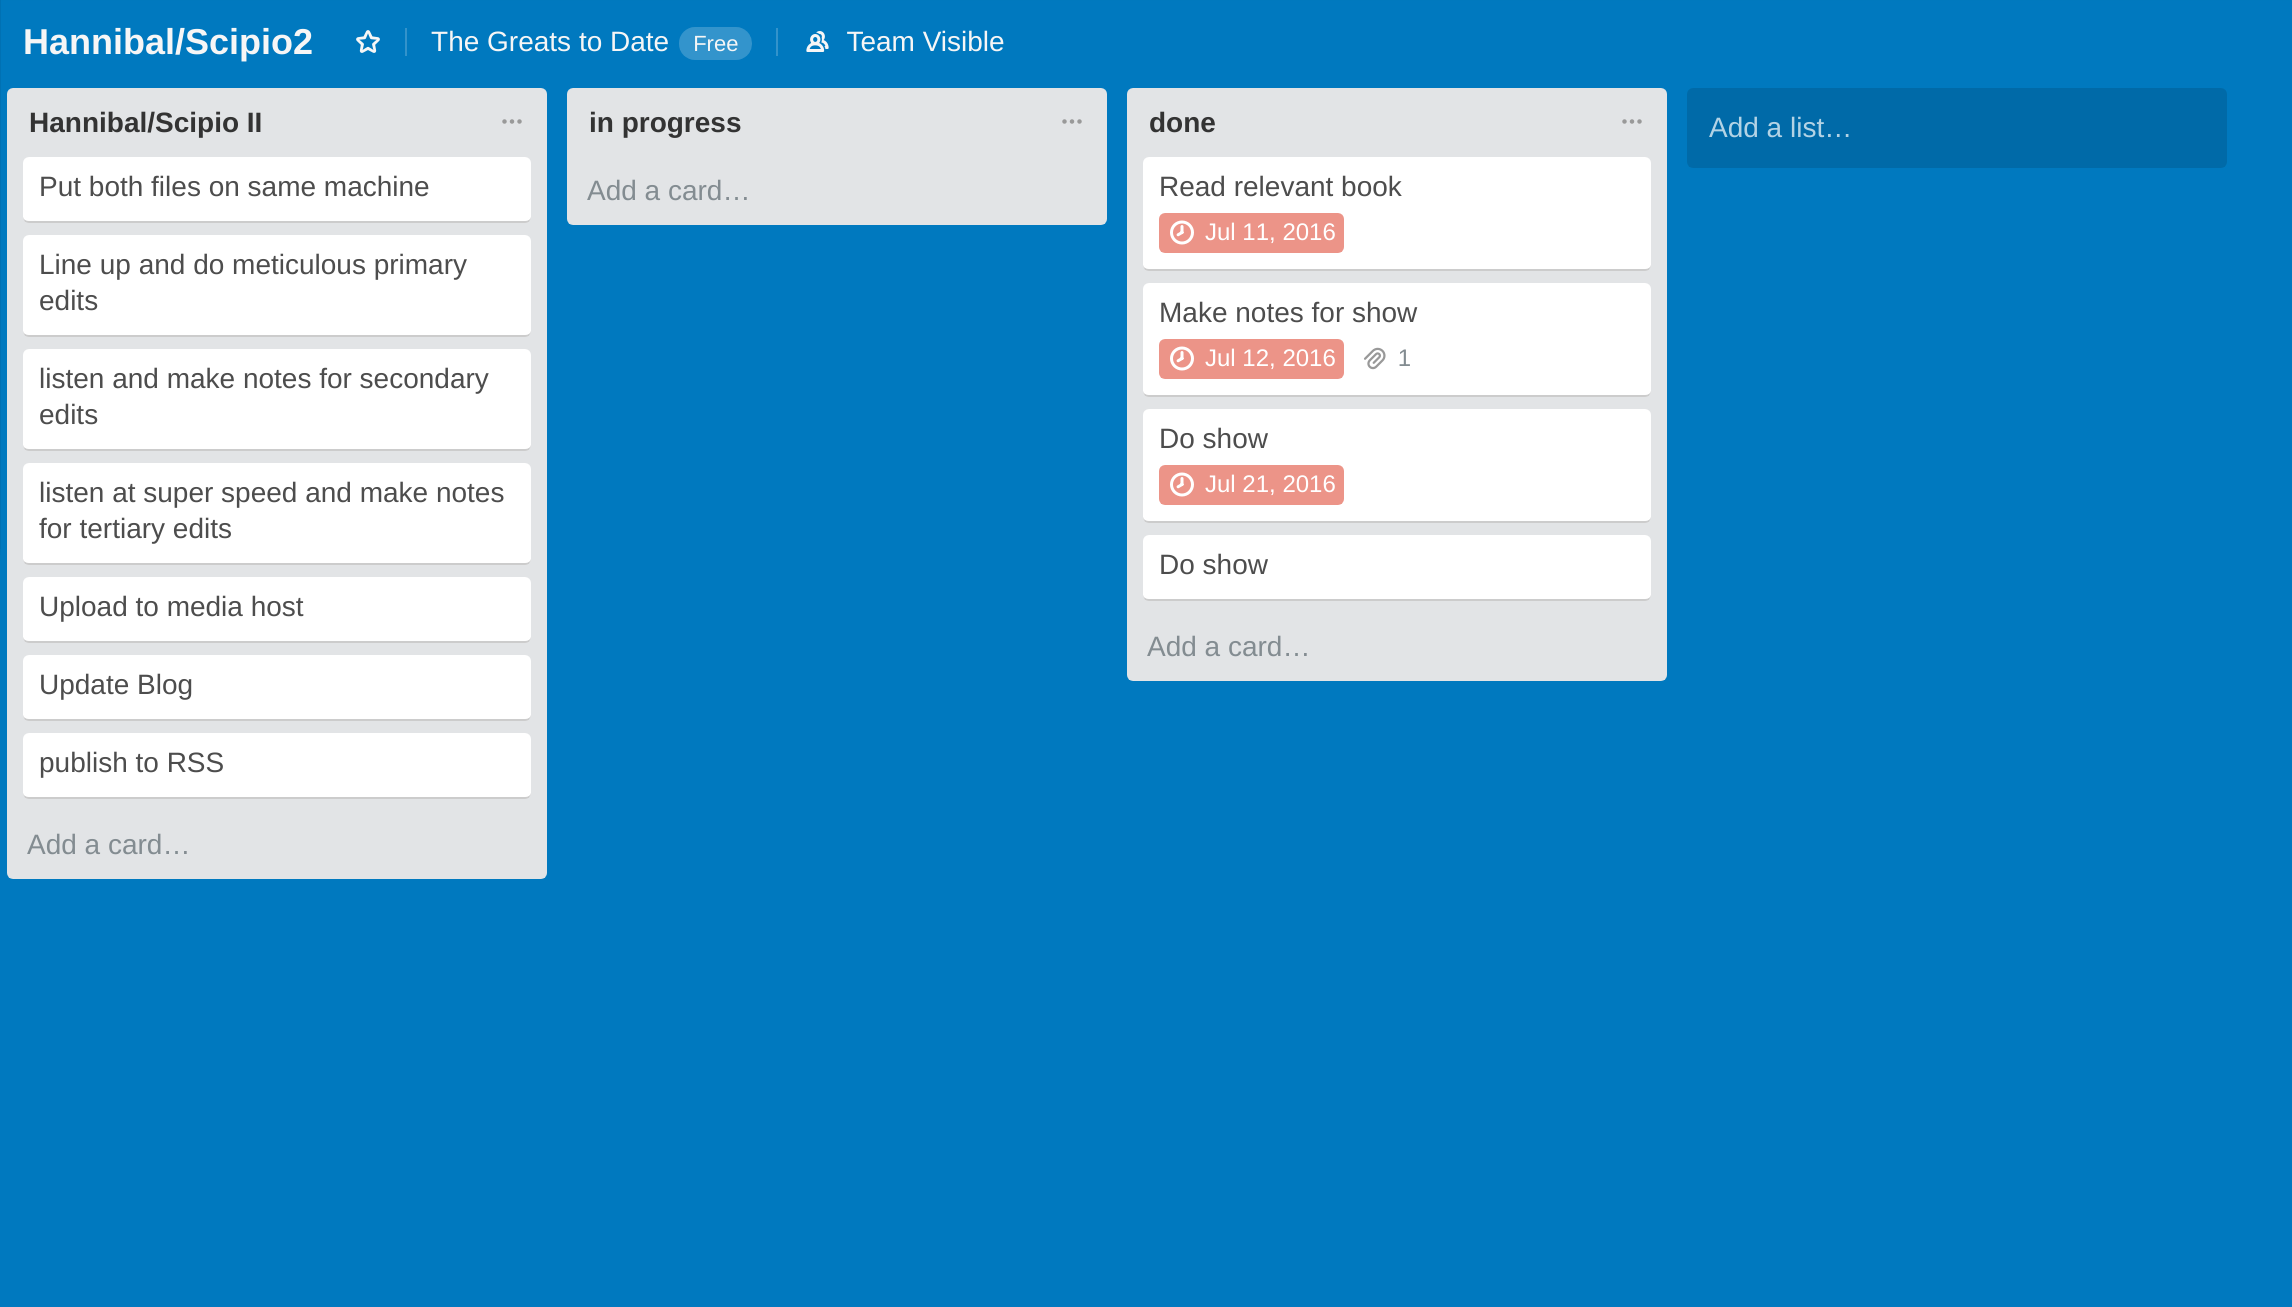 Hannibal/Scipio2
The Greats to Date Free
Team Visible
Hannibal/Scipio II
Put both files on same machine
Line up and do meticulous primary
edits
listen and make notes for secondary
edits
listen at super speed and make notes
for tertiary edits
Upload to media host
Update Blog
publish to RSS
Add a card…
in progress
Add a card…
done
Read relevant book
Jul 11, 2016
Make notes for show
Jul 12, 2016 1
Do show
Jul 21, 2016
Do show
Add a card…
Add a list…